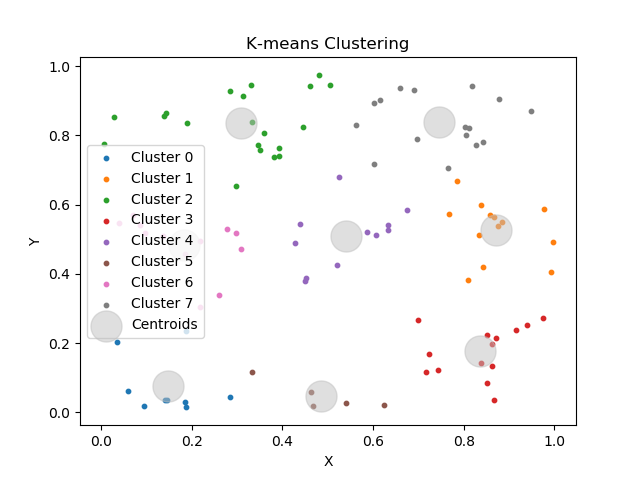 K-means Clustering
1.0
0.8
0.6
0.4
0.2
0.0
Y
Cluster 0
Cluster 1
Cluster 2
Cluster 3
Cluster 4
Cluster 5
Cluster 6
Cluster 7
Centroids
0.0 0.2 0.4 0.6 0.8 1.0
X